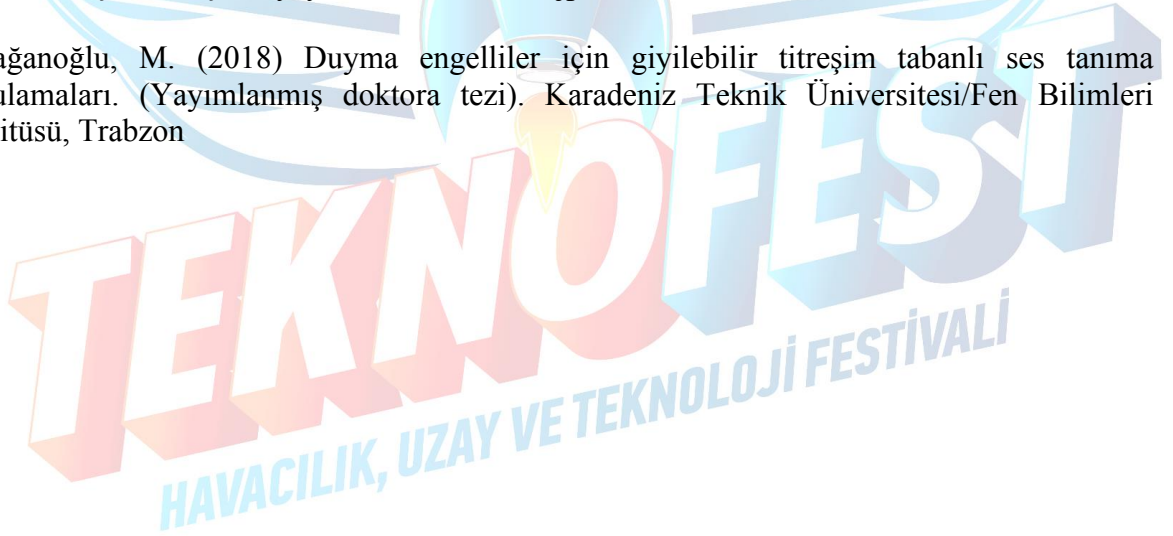 ağanoğlu, M. (2018) Duyma engelliler için giyilebilir titreşim tabanlı ses tanıma
ulamaları. (Yayımlanmış doktora tezi). Karadeniz Teknik Üniversitesi/Fen Bilimleri
itüsü, Trabzon
TEKNOFEST
HAVACILIK, UZAY VE TEKNOLOJİ FESTİVALİ